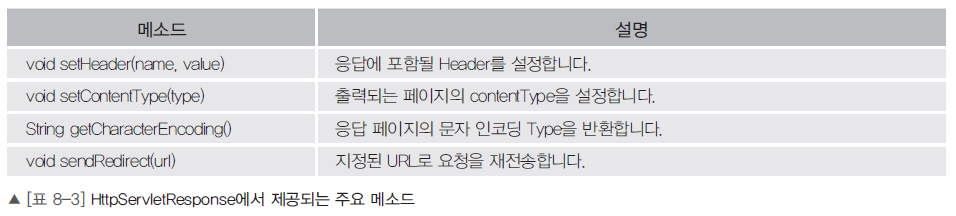 메소드 설명
void setHeader(name, value) 응답에 포함될 Header를 설정합니다.
void setContentType(type) 출력되는 페이지의 contentType을 설정합니다.
String getCharacterEncoding() 응답 페이지의 문자 인코딩 Type을 반환합니다.
void sendRedirect(url) 지정된 URL로 요청을 재전송합니다.
▲ [표 8-3] HttpServletResponse에서 제공되는 주요 메소드